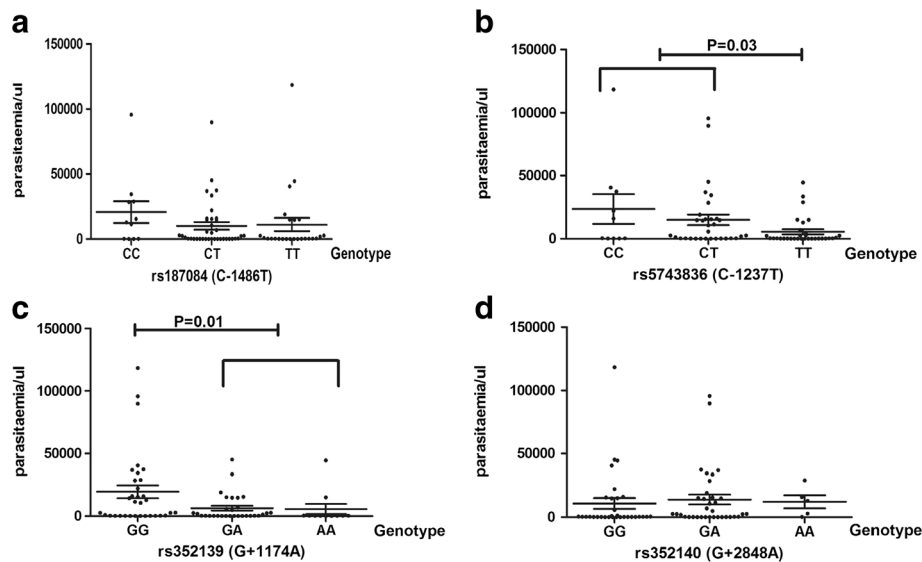 a
150000
100000
50000
0
parasitaemia/ul
CC CT TT Genotype
rs187084 (C-1486T)
b
P=0.03
150000
100000
50000
0
parasitaemia/ul
CC CT TT Genotype
rs5743836 (C-1237T)
c
P=0.01
150000
100000
50000
0
parasitaemia/ul
GG GA AA Genotype
rs352139 (G+1174A)
d
150000
100000
50000
0
parasitaemia/ul
GG GA AA Genotype
rs352140 (G+2848A)